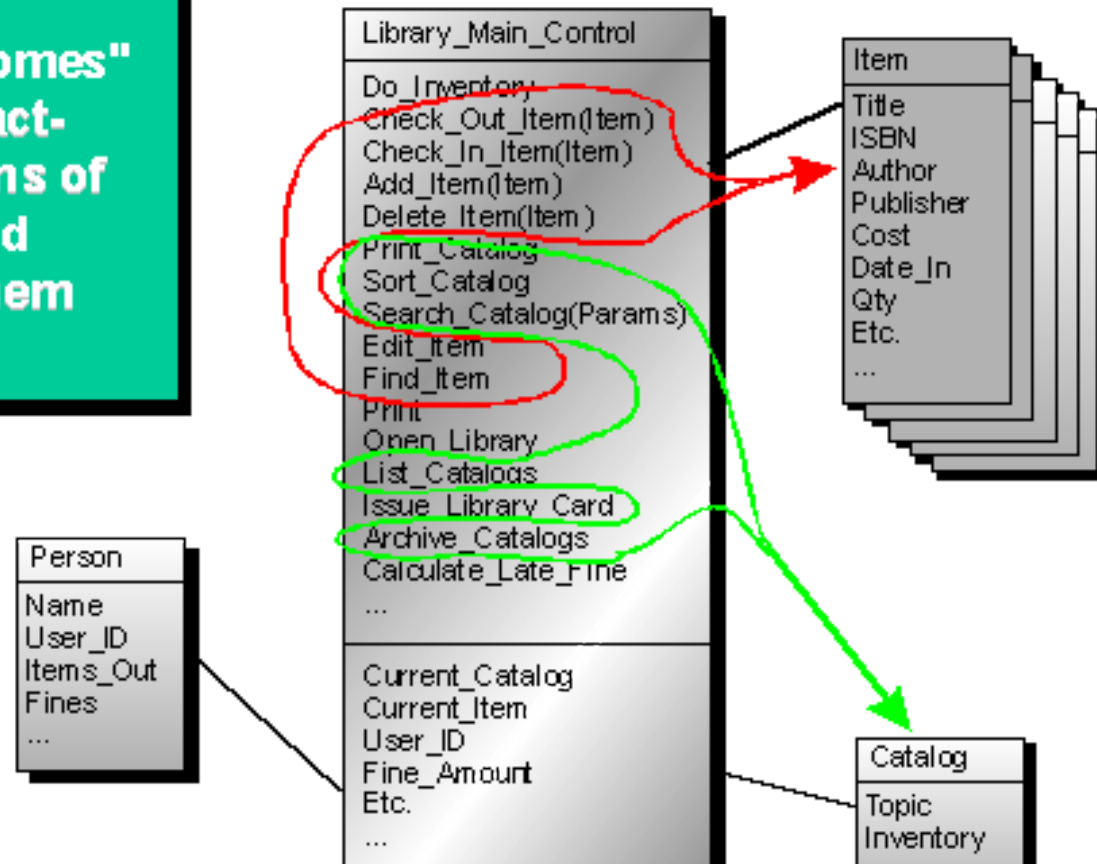 omes"
act-
ns of
d
em
Library_Main_Control
Do_Inventory
Check_Out_Item(Item)
Check_In_Item(Item)
Add_Item(Item)
Delete_Item(Item)
Print_Catalog
Sort_Catalog
Search_Catalog(Params)
Edit_Item
Find_Item
Print
Open_Library
List_Catalogs
Issue_Library_Card
Archive_Catalogs
Calculate_Late_Fine
...
Current_Catalog
Current_Item
User_ID
Fine_Amount
Etc.
...
Item
Title
ISBN
Author
Publisher
Cost
Date_In
Qty
Etc.
...
Person
Name
User_ID
Items_Out
Fines
...
Catalog
Topic
Inventory